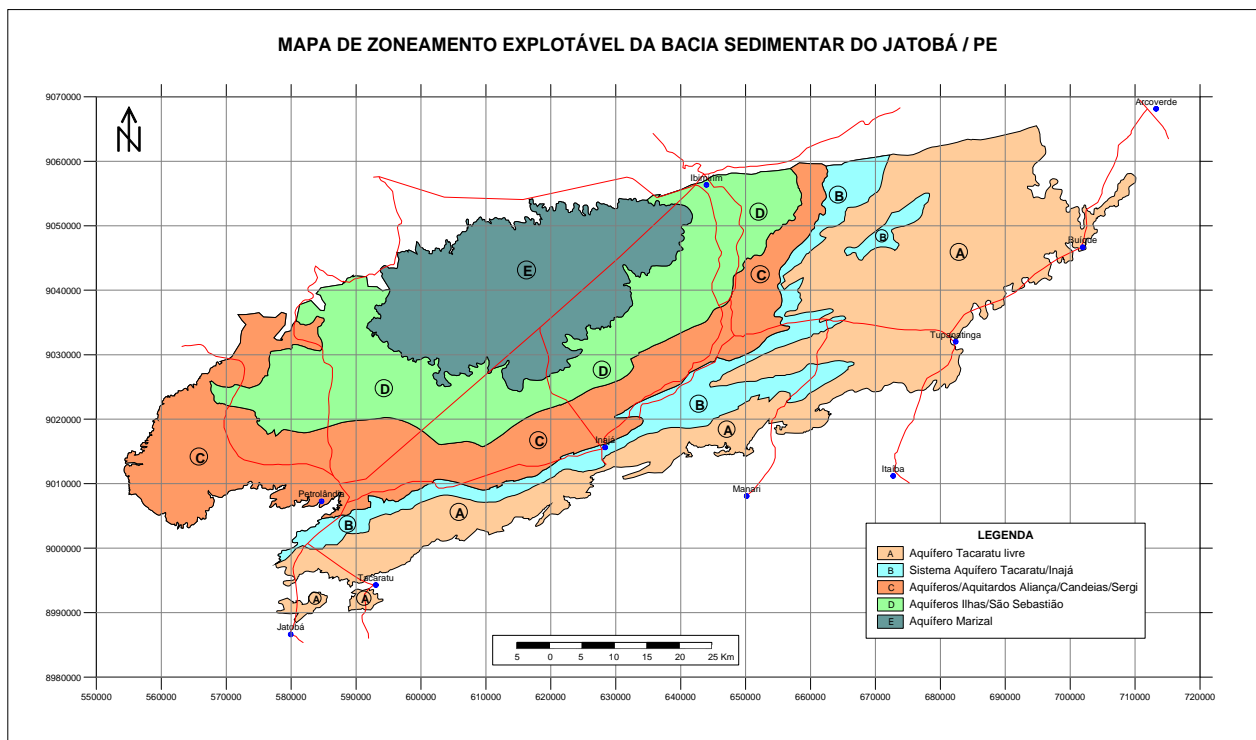 MAPA DE ZONEAMENTO EXPLOTÁVEL DA BACIA SEDIMENTAR DO JATOBÁ / PE
9070000
9060000
9050000
9040000
9030000
9020000
9010000
9000000
8990000
8980000
550000 560000 570000 580000 590000 600000 610000 620000 630000 640000 650000 660000 670000 680000 690000 700000 710000 720000
N
Arcoverde
Ibimirim
B
D
B
Buíque
A
E
C
Tupanatinga
D
D
B
A
Inajá
C
C
Itaíba
Petrolândia
Manari
A
B
Tacaratu
A
A
Jatobá
5 0 5 10 15 20 25 Km
LEGENDA
A Aquífero Tacaratu livre
B Sistema Aquífero Tacaratu/Inajá
C Aquíferos/Aquitardos Aliança/Candeias/Sergi
D Aquíferos Ilhas/São Sebastião
E Aquífero Marizal